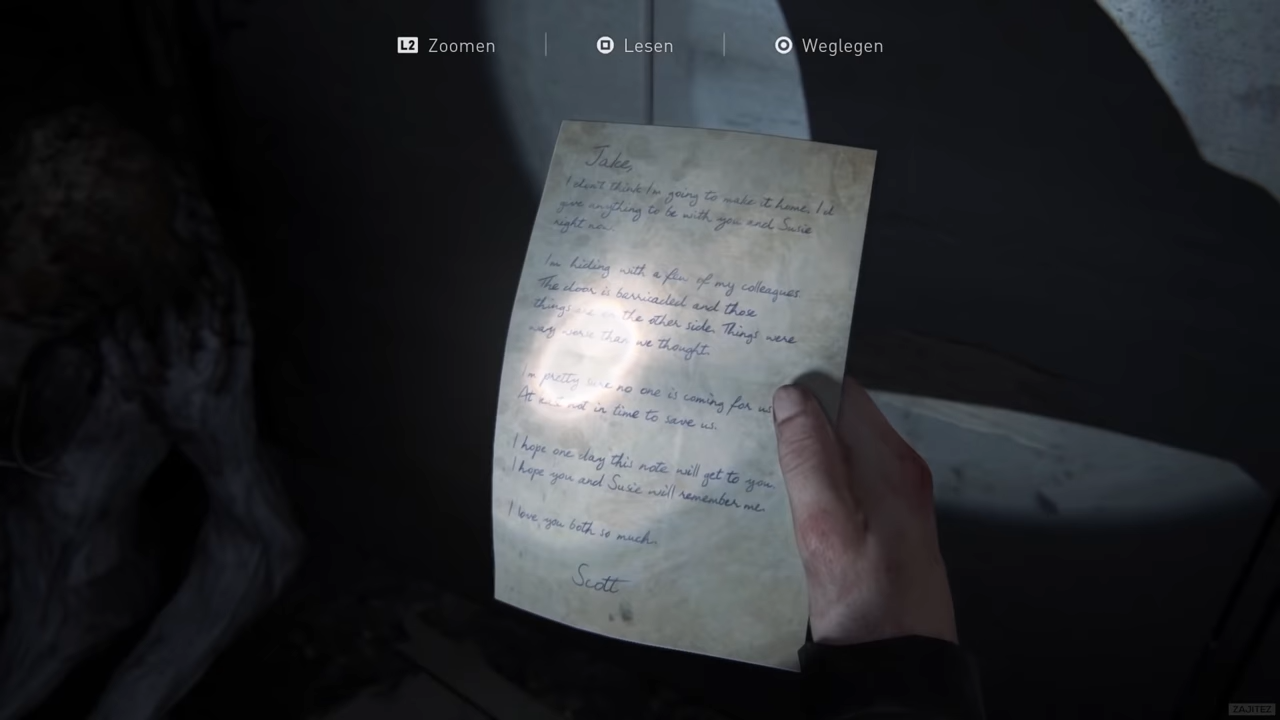 L2 Zoomen
Lesen
Weglegen
Jake,
I don't think I'm going to make it home. I'd
give anything to be with you and Susie
right now.
I'm hiding with a few of my colleagues.
The door is barricaded and those
things are on the other side. Things were
way worse than we thought.
I'm pretty sure no one is coming for us.
At least not in time to save us.
I hope one day this note will get to you.
I hope you and Susie will remember me.
I love you both so much.
Scott
ZAJITEZ